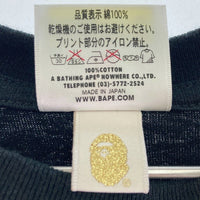 品質表示 綿100%
乾燥機のご使用はお避けください。
プリント部分のアイロン禁止。
100%COTTON
A BATHING APE® NOWHERE CO.,LTD.
TELEPHONE (03)-5772-2524
WWW.BAPE.COM
MADE IN JAPAN